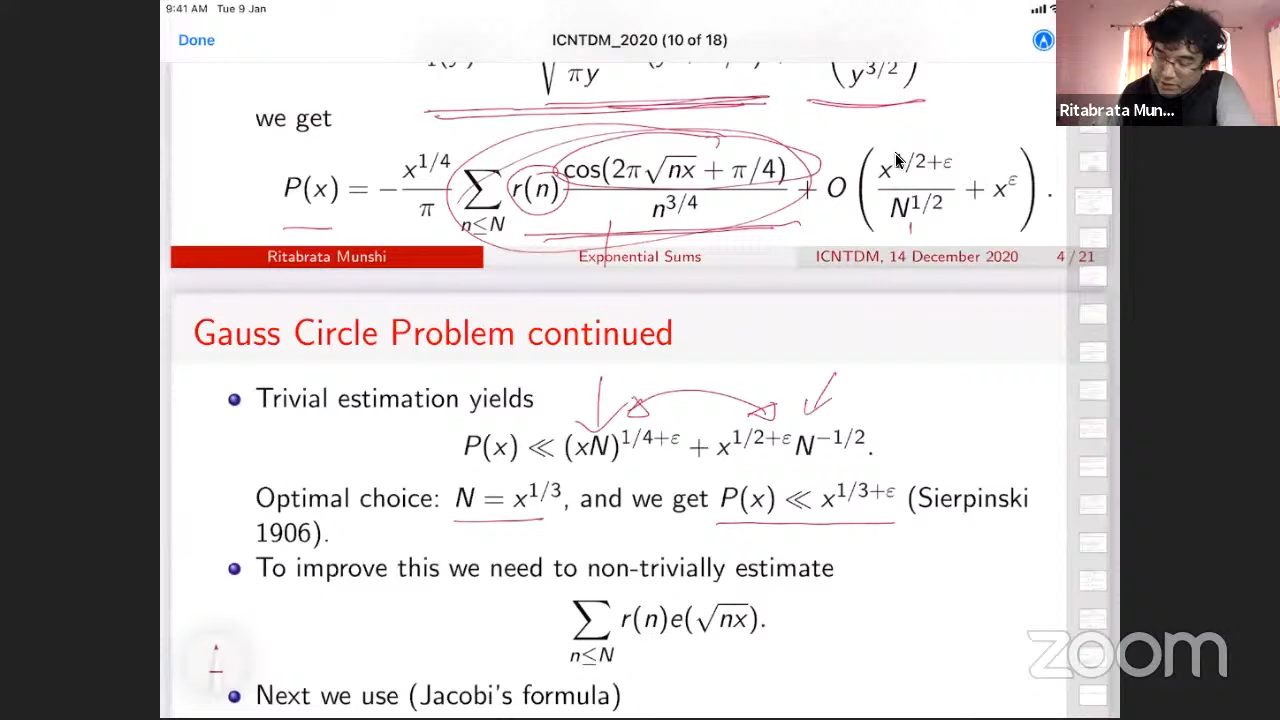 9:41 AM Tue 9 Jan
Done
ICNTDM_2020 (10 of 18)
Ritabrata Mun...
πy
y^{3/2}
we get
P(x) = − x^{1/4}/π ∑_{n≤N} r(n) cos(2π√nx + π/4)/n^{3/4} + O ( x^{1/2+ε}/N^{1/2} + x^ε ) .
Ritabrata Munshi Exponential Sums ICNTDM, 14 December 2020 4 / 21
Gauss Circle Problem continued
Trivial estimation yields
P(x) ≪ (xN)^{1/4+ε} + x^{1/2+ε}N^{−1/2}.
Optimal choice: N = x^{1/3}, and we get P(x) ≪ x^{1/3+ε} (Sierpinski
1906).
To improve this we need to non-trivially estimate
∑_{n≤N} r(n)e(√nx).
zoom
Next we use (Jacobi's formula)